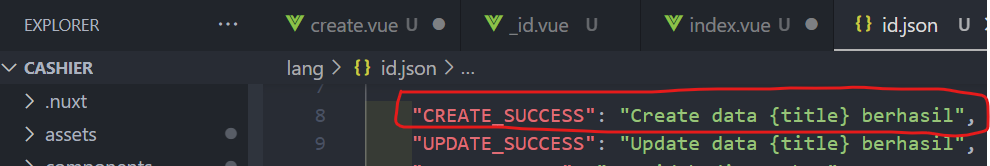 EXPLORER
··· create.vue _id.vue U index.vue id.json U
CASHIER
lang > {} id.json > ...
.nuxt
assets
components
7
8 "CREATE_SUCCESS": "Create data {title} berhasil",
9 "UPDATE_SUCCESS": "Update data {title} berhasil",